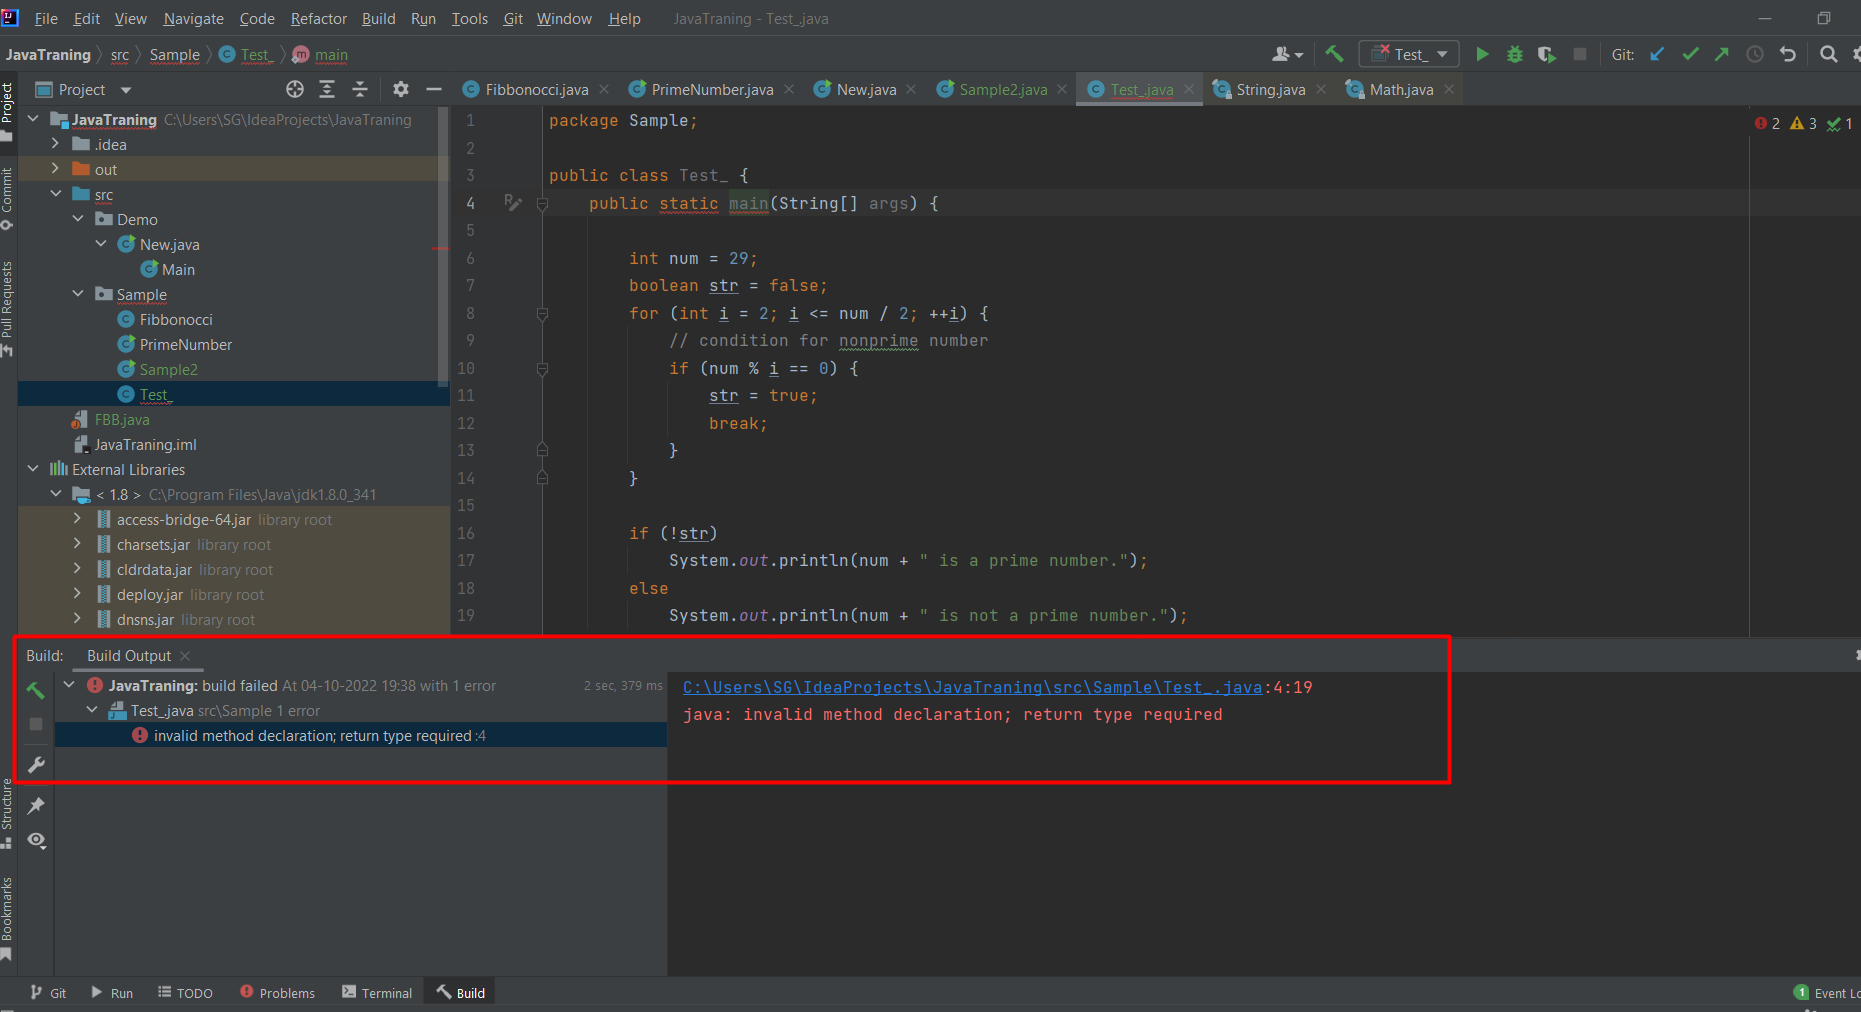 File Edit View Navigate Code Refactor Build Run Tools Git Window Help JavaTraning - Test_.java
JavaTraning src Sample Test_ main Test_ Git:
Project
Fibbonocci.java PrimeNumber.java New.java Sample2.java Test_.java String.java Math.java
JavaTraning C:\Users\SG\IdeaProjects\JavaTraning
.idea
out
src
Demo
New.java
Main
Sample
Fibbonocci
PrimeNumber
Sample2
Test_
FBB.java
JavaTraning.iml
External Libraries
< 1.8 > C:\Program Files\Java\jdk1.8.0_341
access-bridge-64.jar library root
charsets.jar library root
cldrdata.jar library root
deploy.jar library root
dnsns.jar library root
Project
Commit
Pull Requests
Structure
Bookmarks
2 3 1
1 package Sample;
2
3 public class Test_ {
4 public static main(String[] args) {
5
6 int num = 29;
7 boolean str = false;
8 for (int i = 2; i <= num / 2; ++i) {
9 // condition for nonprime number
10 if (num % i == 0) {
11 str = true;
12 break;
13 }
14 }
15
16 if (!str)
17 System.out.println(num + " is a prime number.");
18 else
19 System.out.println(num + " is not a prime number.");
Build: Build Output
JavaTraning: build failed At 04-10-2022 19:38 with 1 error 2 sec, 379 ms
Test_.java src\Sample 1 error
invalid method declaration; return type required :4
C:\Users\SG\IdeaProjects\JavaTraning\src\Sample\Test_.java:4:19
java: invalid method declaration; return type required
Git Run TODO Problems Terminal Build 1 Event Lo